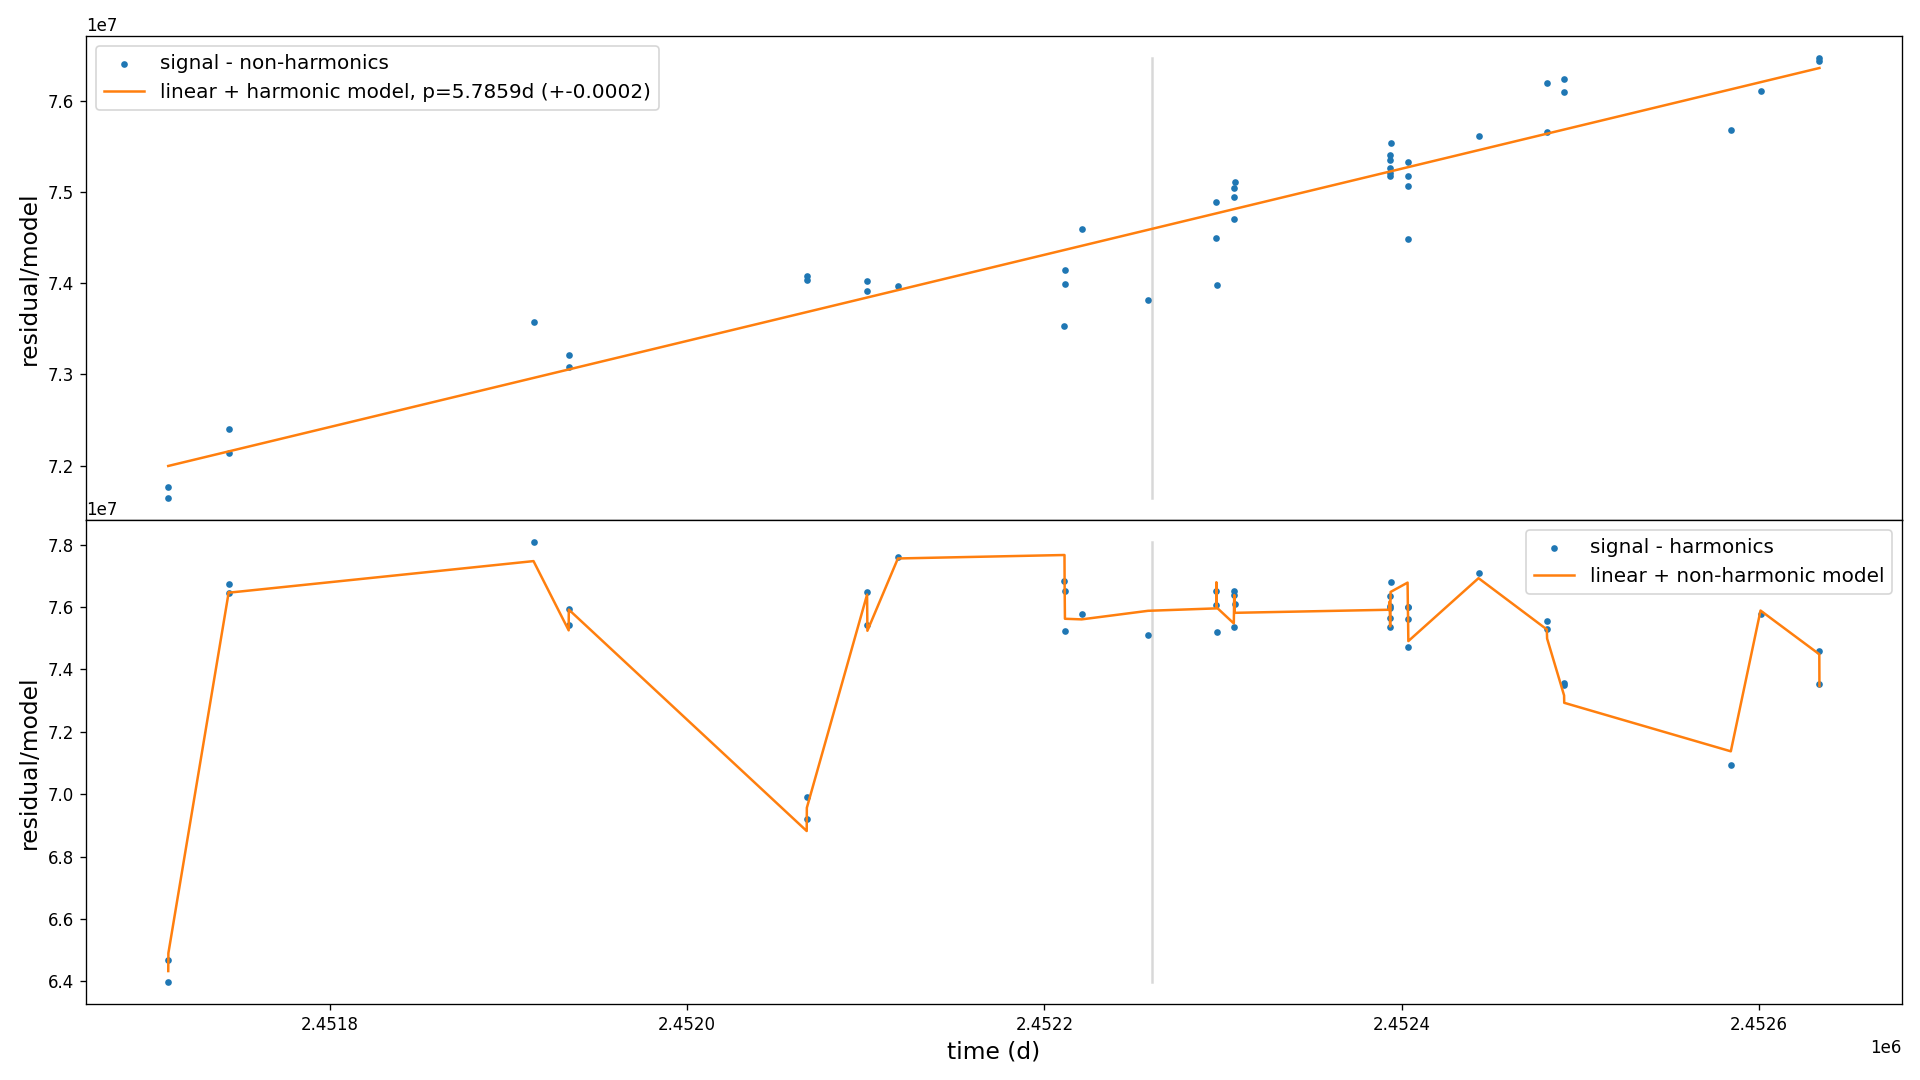 1e7
signal - non-harmonics
linear + harmonic model, p=5.7859d (+-0.0002)
7.6
7.5
7.4
7.3
7.2
residual/model
1e7
signal - harmonics
linear + non-harmonic model
7.8
7.6
7.4
7.2
7.0
6.8
6.6
6.4
residual/model
2.4518
2.4520
2.4522
2.4524
2.4526
time (d)
1e6